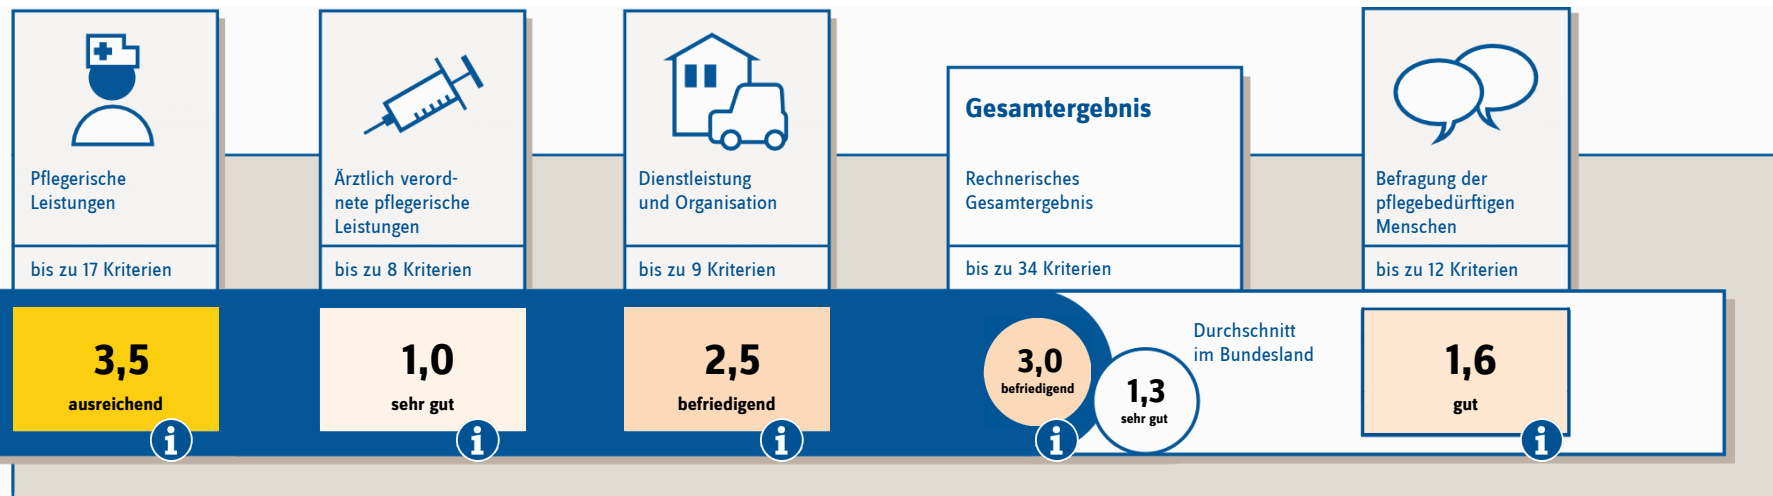 Pflegerische
Leistungen
bis zu 17 Kriterien
3,5
ausreichend
i
Ärztlich verord-
nete pflegerische
Leistungen
bis zu 8 Kriterien
1,0
sehr gut
i
Dienstleistung
und Organisation
bis zu 9 Kriterien
2,5
befriedigend
i
Gesamtergebnis
Rechnerisches
Gesamtergebnis
bis zu 34 Kriterien
3,0
befriedigend
i
1,3
sehr gut
Durchschnitt
im Bundesland
Befragung der
pflegebedürftigen
Menschen
bis zu 12 Kriterien
1,6
gut
i